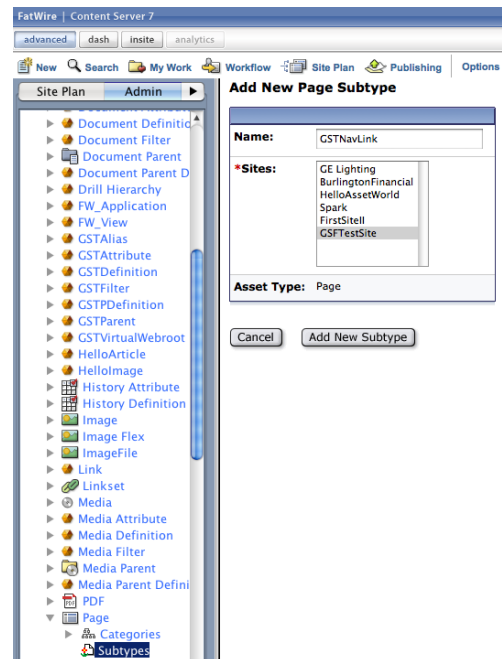 FatWire | Content Server 7
advanced dash insite analytics
New Search My Work Workflow Site Plan Publishing Options
Site Plan Admin
Add New Page Subtype
Document Filter
Document Parent
Document Parent D
Drill Hierarchy
FW_Application
FW_View
GSTAlias
GSTAttribute
GSTDefinition
GSTFilter
GSTPDefinition
GSTParent
GSTVirtualWebroot
HelloArticle
HelloImage
History Attribute
History Definition
Image
Image Flex
ImageFile
Link
Linkset
Media
Media Attribute
Media Definition
Media Filter
Media Parent
Media Parent Defini
PDF
Page
Categories
Subtypes
Name: GSTNavLink
*Sites: GE Lighting
BurlingtonFinancial
HelloAssetWorld
Spark
FirstSiteII
GSFTestSite
Asset Type: Page
Cancel Add New Subtype